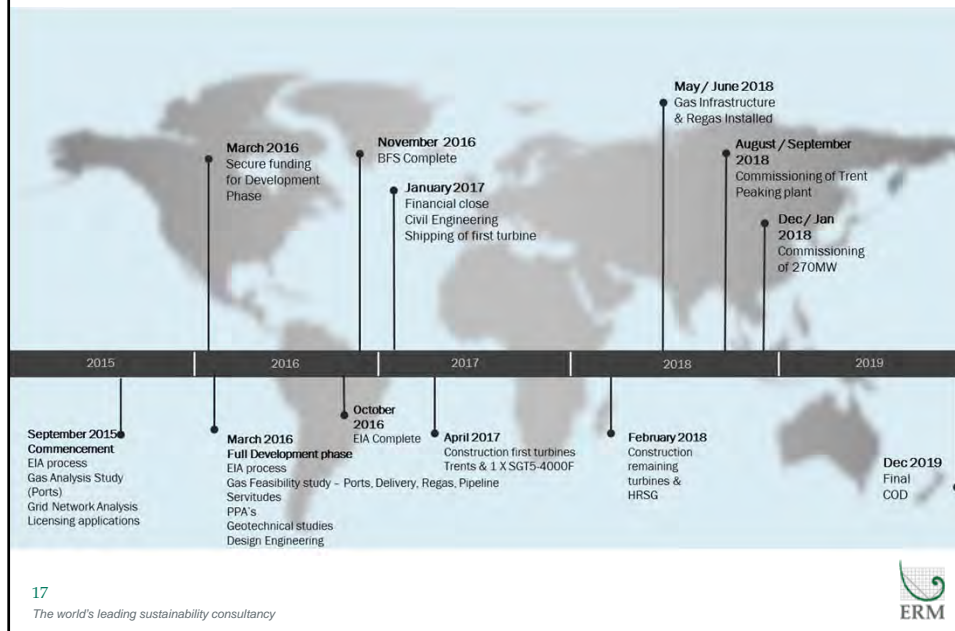 May / June 2018
Gas Infrastructure
& Regas Installed
March 2016
Secure funding
for Development
Phase
November 2016
BFS Complete
August / September
2018
Commissioning of Trent
Peaking plant
January 2017
Financial close
Civil Engineering
Shipping of first turbine
Dec / Jan
2018
Commissioning
of 270MW
2015
2016
2017
2018
2019
September 2015
Commencement
EIA process
Gas Analysis Study
(Ports)
Grid Network Analysis
Licensing applications
March 2016
Full Development phase
EIA process
Gas Feasibility study – Ports, Delivery, Regas, Pipeline
Servitudes
PPA's
Geotechnical studies
Design Engineering
October
2016
EIA Complete
April 2017
Construction first turbines
Trents & 1 X SGT5-4000F
February 2018
Construction
remaining
turbines &
HRSG
Dec 2019
Final
COD
17
The world's leading sustainability consultancy
ERM